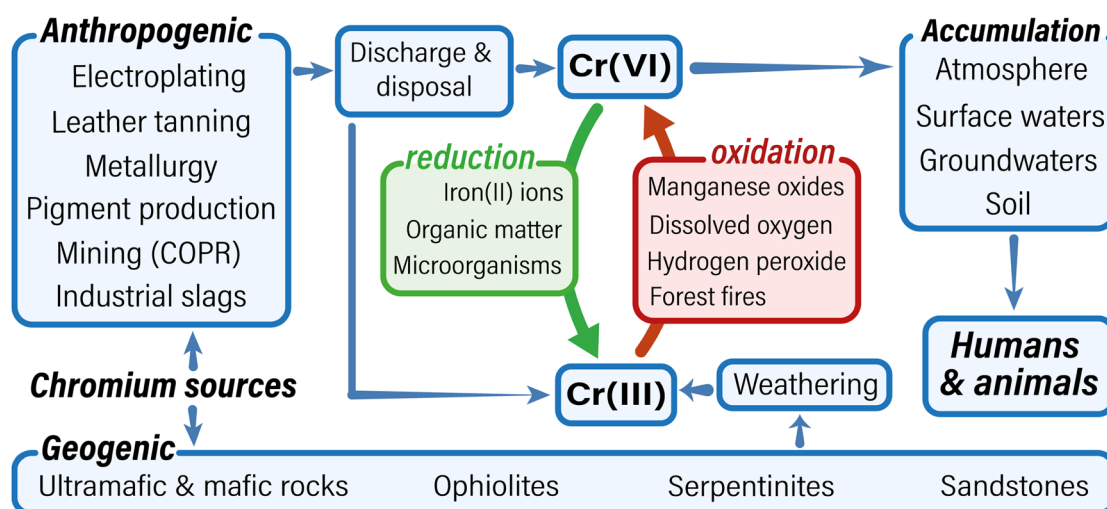 Anthropogenic
Electroplating
Leather tanning
Metallurgy
Pigment production
Mining (COPR)
Industrial slags
Discharge &
disposal
Cr(VI)
reduction
Iron(II) ions
Organic matter
Microorganisms
oxidation
Manganese oxides
Dissolved oxygen
Hydrogen peroxide
Forest fires
Accumulation
Atmosphere
Surface waters
Groundwaters
Soil
Humans
& animals
Chromium sources
Cr(III)
Weathering
Geogenic
Ultramafic & mafic rocks
Ophiolites
Serpentinites
Sandstones